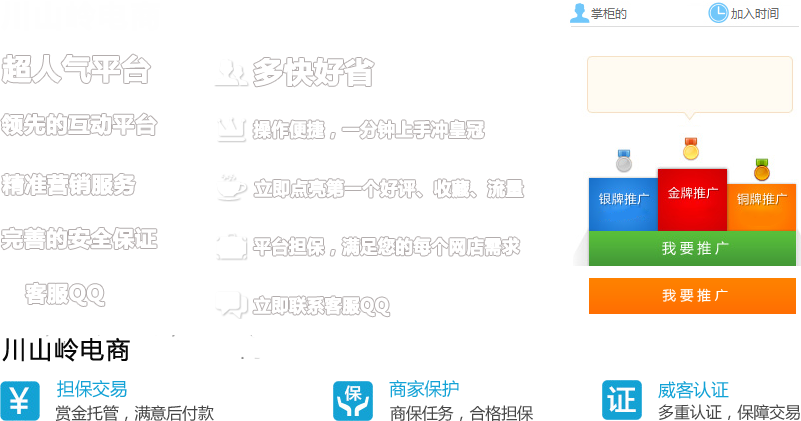 川山岭电商
掌柜的
加入时间
超人气平台
多快好省
领先的互动平台
操作便捷，一分钟上手冲皇冠
精准营销服务
立即点亮第一个好评、收藏、流量
完善的安全保证
平台担保，满足您的每个网店需求
客服QQ
立即联系客服QQ
银牌推广
金牌推广
铜牌推广
我要推广
我要推广
川山岭电商
¥
担保交易
赏金托管，满意后付款
保
商家保护
商保任务，合格担保
证
威客认证
多重认证，保障交易